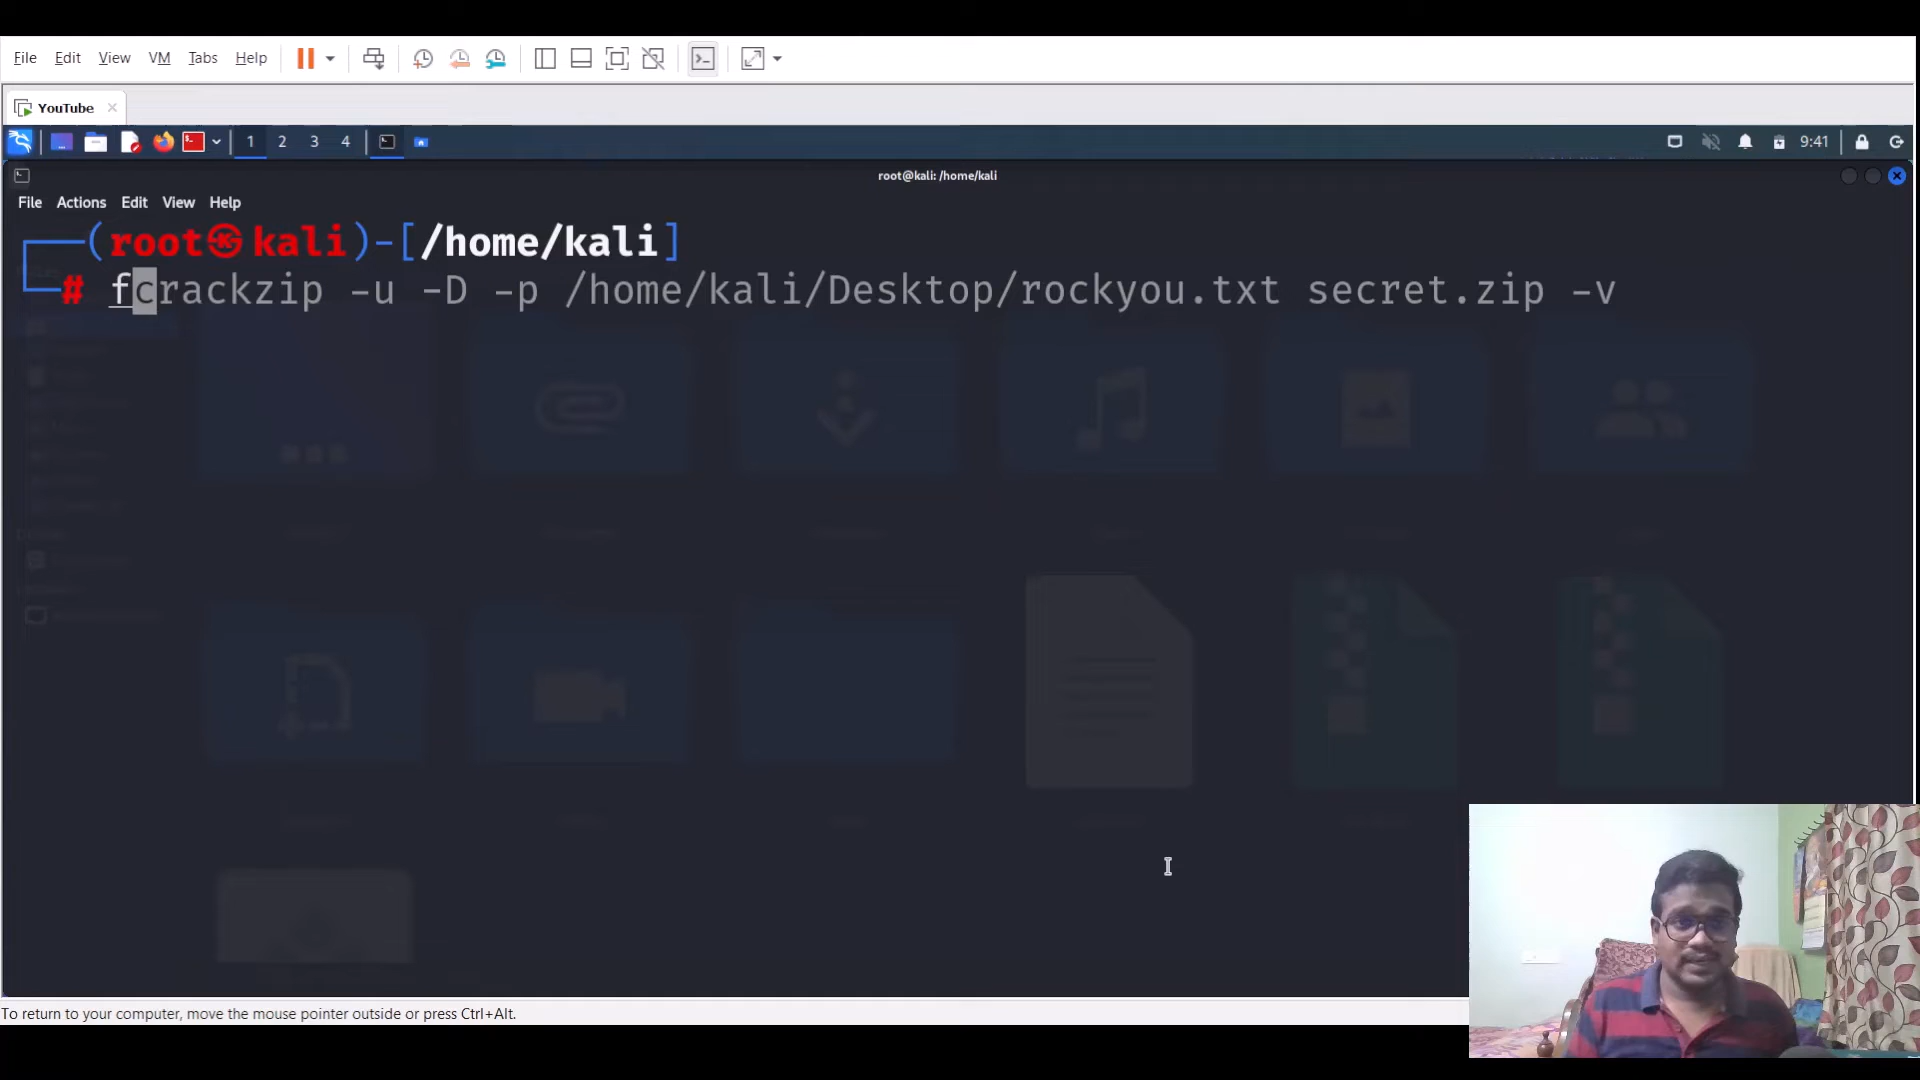 File Edit View VM Tabs Help
YouTube
1 2 3 4 9:41
root@kali: /home/kali
File Actions Edit View Help
(root㉿kali)-[/home/kali]
# fcrackzip -u -D -p /home/kali/Desktop/rockyou.txt secret.zip -v
To return to your computer, move the mouse pointer outside or press Ctrl+Alt.